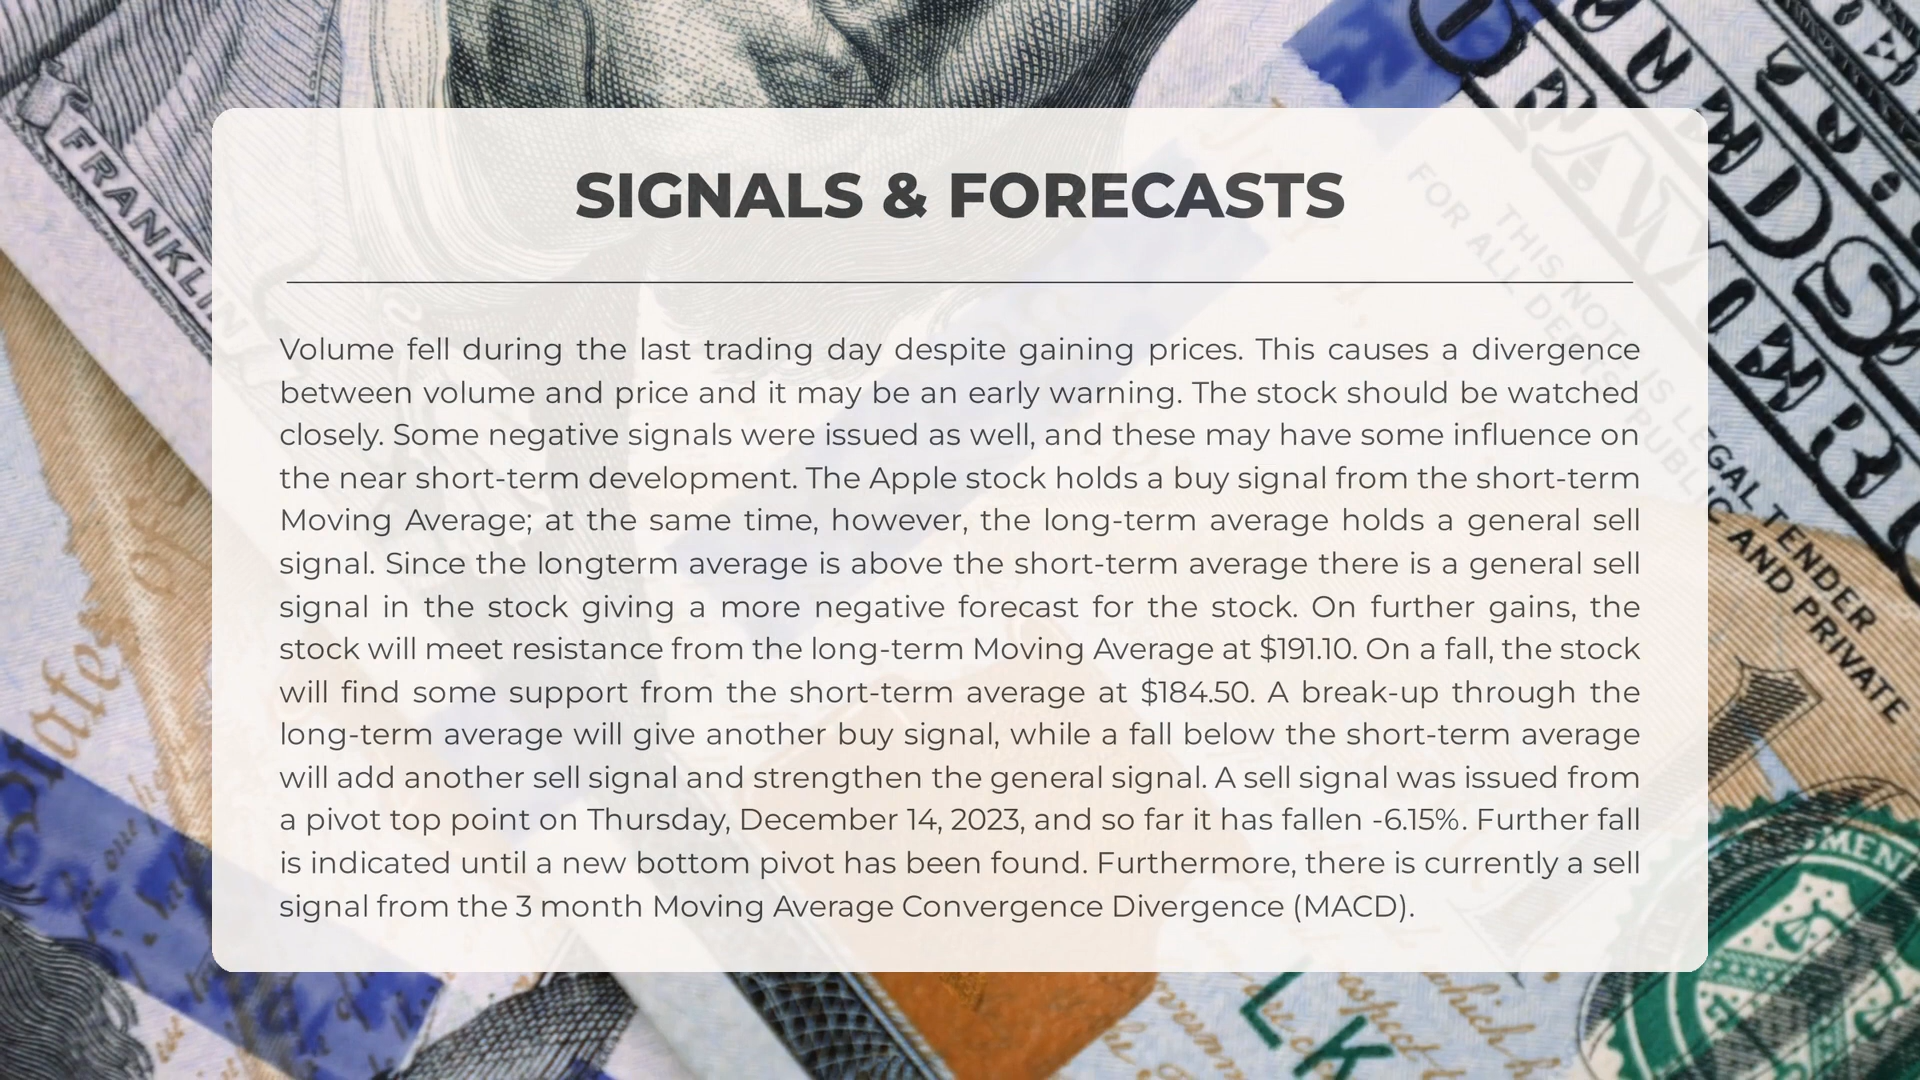 FRANKLIN
SIGNALS & FORECASTS
THIS NOTE IS LEGAL TENDER
FOR ALL DEBTS PUBLIC AND PRIVATE
Volume fell during the last trading day despite gaining prices. This causes a divergence
between volume and price and it may be an early warning. The stock should be watched
closely. Some negative signals were issued as well, and these may have some influence on
the near short-term development. The Apple stock holds a buy signal from the short-term
Moving Average; at the same time, however, the long-term average holds a general sell
signal. Since the longterm average is above the short-term average there is a general sell
signal in the stock giving a more negative forecast for the stock. On further gains, the
stock will meet resistance from the long-term Moving Average at $191.10. On a fall, the stock
will find some support from the short-term average at $184.50. A break-up through the
long-term average will give another buy signal, while a fall below the short-term average
will add another sell signal and strengthen the general signal. A sell signal was issued from
a pivot top point on Thursday, December 14, 2023, and so far it has fallen -6.15%. Further fall
is indicated until a new bottom pivot has been found. Furthermore, there is currently a sell
signal from the 3 month Moving Average Convergence Divergence (MACD).
LK